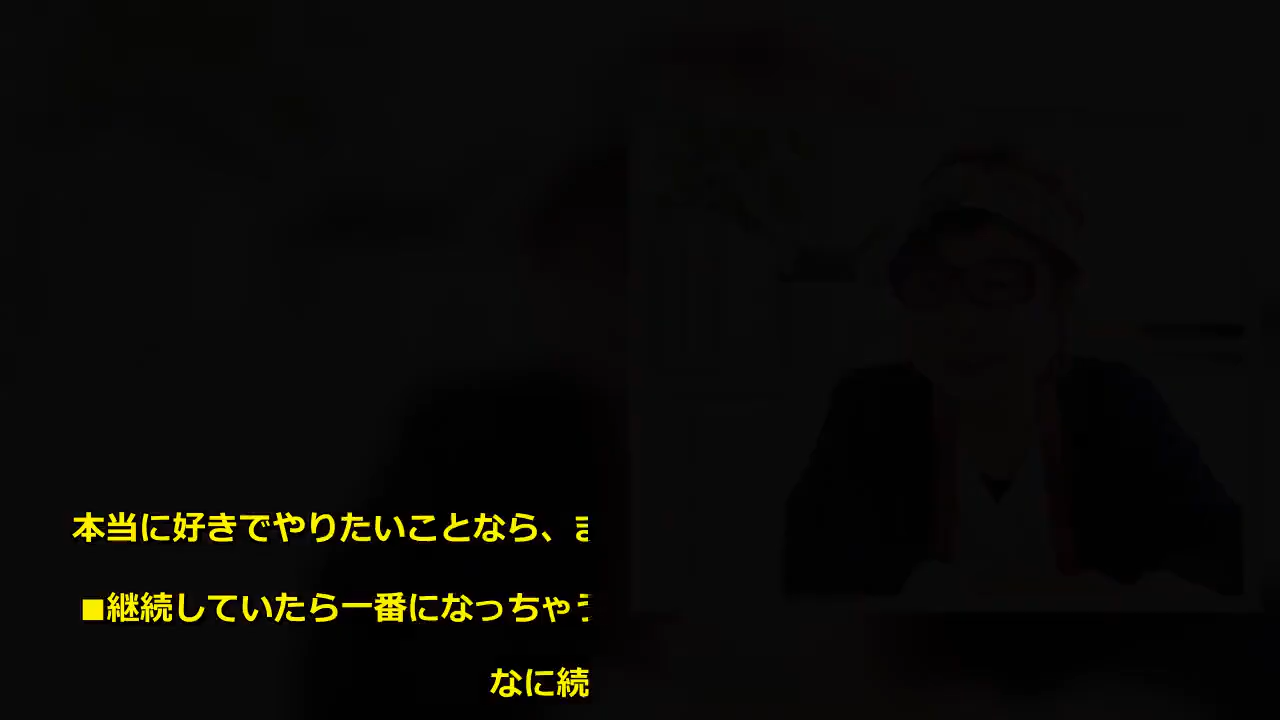 本当に好きでやりたいことなら、
■継続していたら一番になっちゃう
なに続